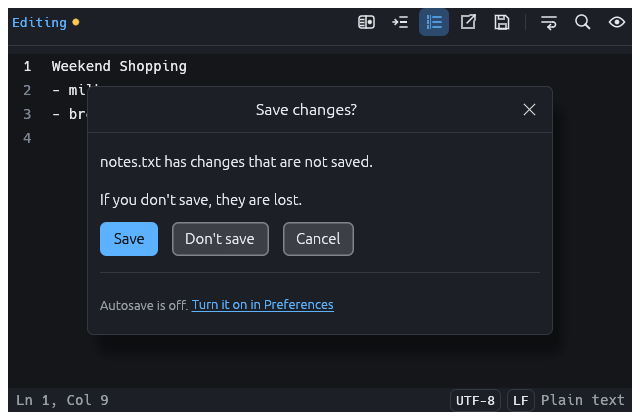 Editing
1 Weekend Shopping
2 -
3 -
4
Save changes?
notes.txt has changes that are not saved.
If you don't save, they are lost.
Save Don't save Cancel
Autosave is off. Turn it on in Preferences
Ln 1, Col 9 UTF-8 LF Plain text